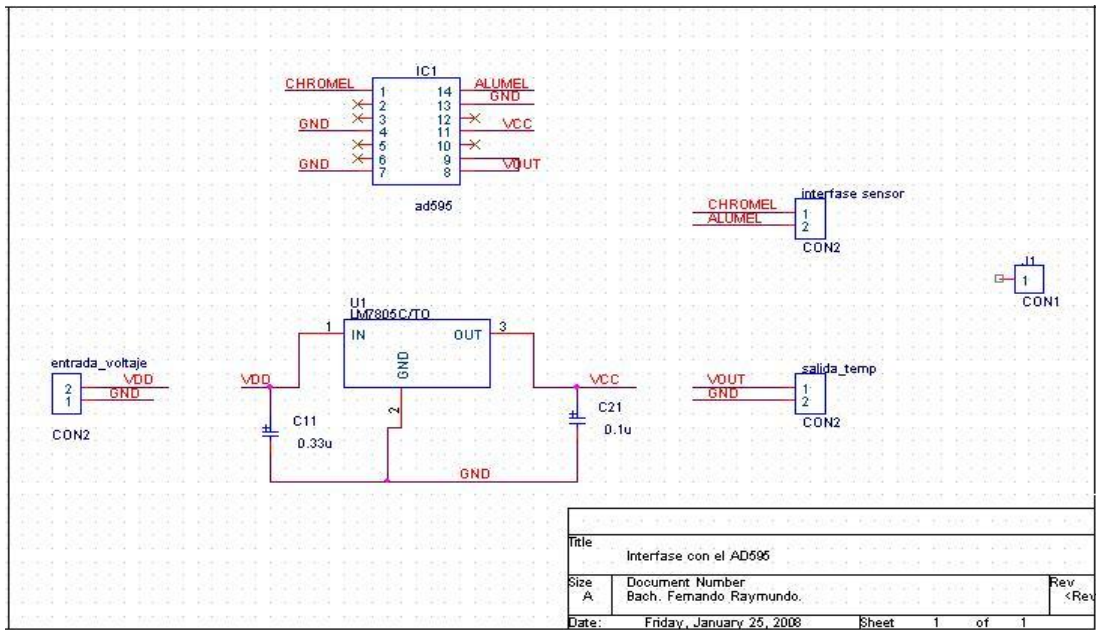 IC1
CHROMEL 1 14 ALUMEL
2 13 GND
3 12
GND 4 11 VCC
5 10
6 9
GND 7 8 VOUT
ad595
interfase sensor
CHROMEL 1
ALUMEL 2
CON2
J1
1
CON1
U1
LM7805C/TO
1 IN OUT 3
GND
2
entrada_voltaje
2 VDD
1 GND
CON2
VDD
VCC
C11
0.33u
C21
0.1u
GND
salida_temp
VOUT 1
GND 2
CON2
Title
Interfase con el AD595
Size Document Number Rev
A Bach. Fernando Raymundo. <Rev
Date: Friday, January 25, 2008 Sheet 1 of 1